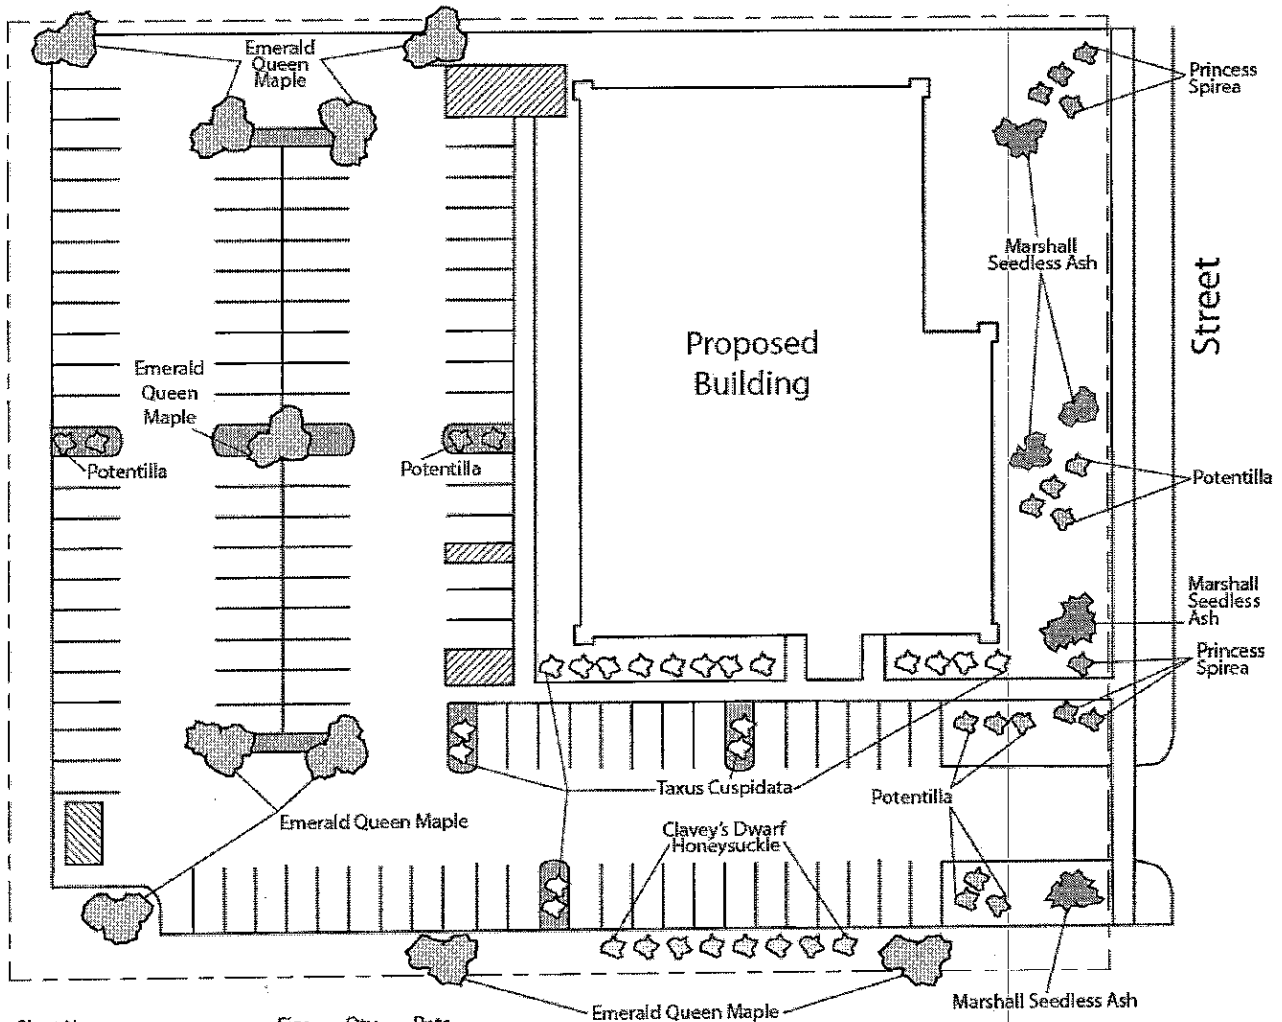 Emerald
Queen
Maple
Princess
Spirea
Marshall
Seedless Ash
Street
Proposed
Building
Emerald
Queen
Maple
Potentilla
Potentilla
Potentilla
Marshall
Seedless
Ash
Princess
Spirea
Taxus Cuspidata
Potentilla
Emerald Queen Maple
Clavey's Dwarf
Honeysuckle
Emerald Queen Maple
Marshall Seedless Ash
Size